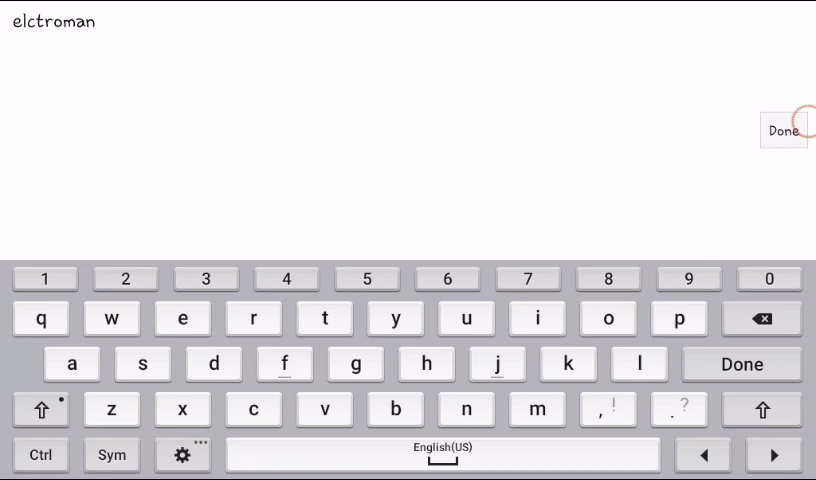 elctroman
Done
1 2 3 4 5 6 7 8 9 0
q w e r t y u i o p
a s d f g h j k l Done
z x c v b n m , ! . ?
Ctrl Sym English(US)